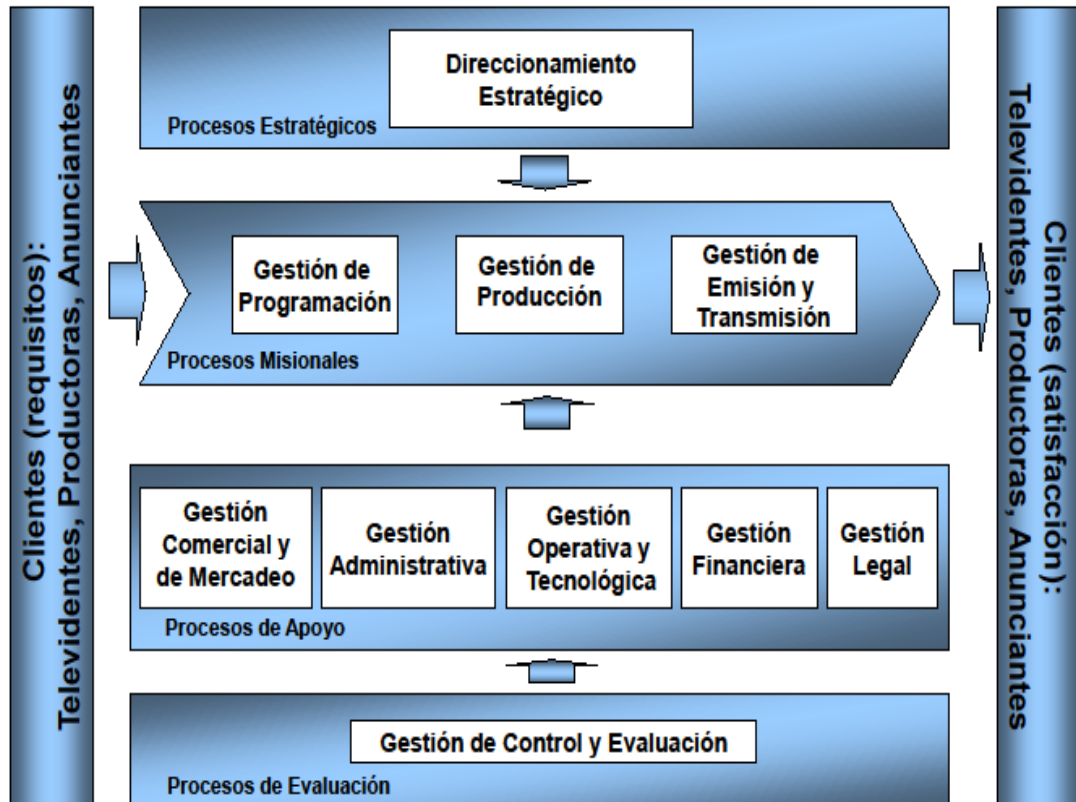 Clientes (requisitos):
Televidentes, Productoras, Anunciantes
Direccionamiento
Estratégico
Procesos Estratégicos
Gestión de
Programación
Gestión de
Producción
Gestión de
Emisión y
Transmisión
Procesos Misionales
Gestión
Comercial y
de Mercadeo
Gestión
Administrativa
Gestión
Operativa y
Tecnológica
Gestión
Financiera
Gestión
Legal
Procesos de Apoyo
Gestión de Control y Evaluación
Procesos de Evaluación
Clientes (satisfacción):
Televidentes, Productoras, Anunciantes